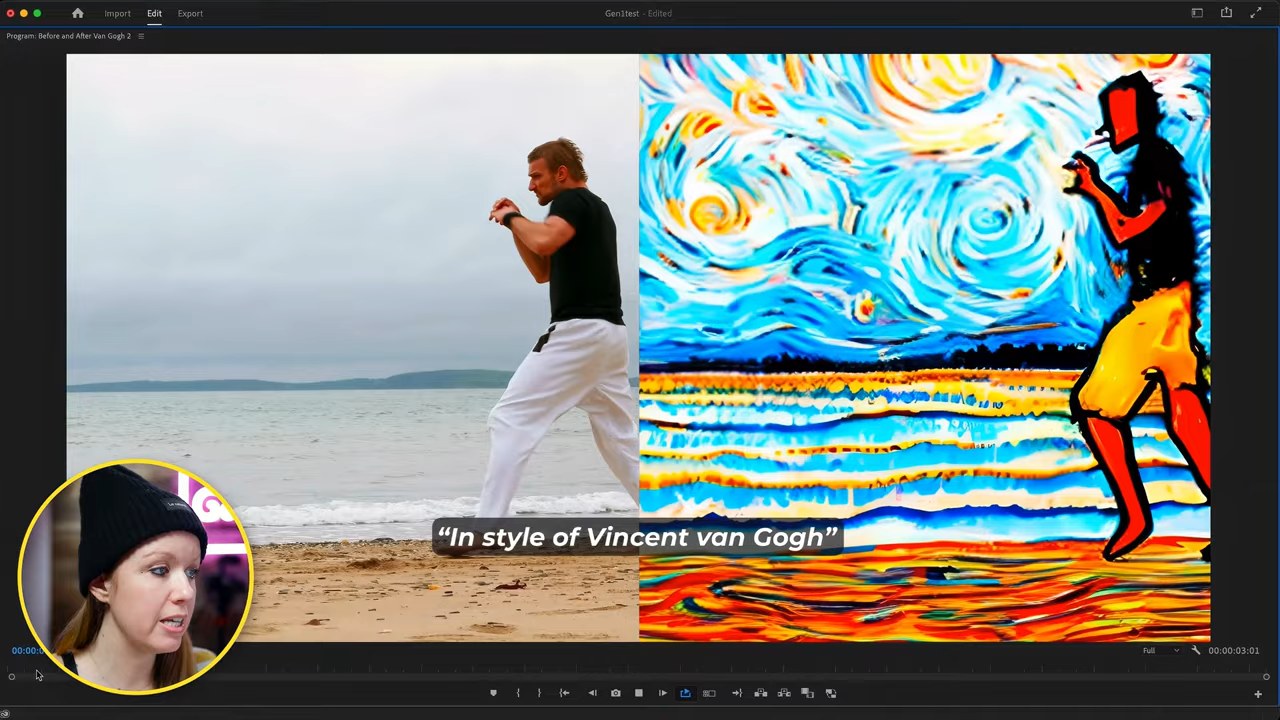 Import Edit Export
Gen1test - Edited
Program: Before and After Van Gogh 2
“In style of Vincent van Gogh”
Full
00:00:03:01